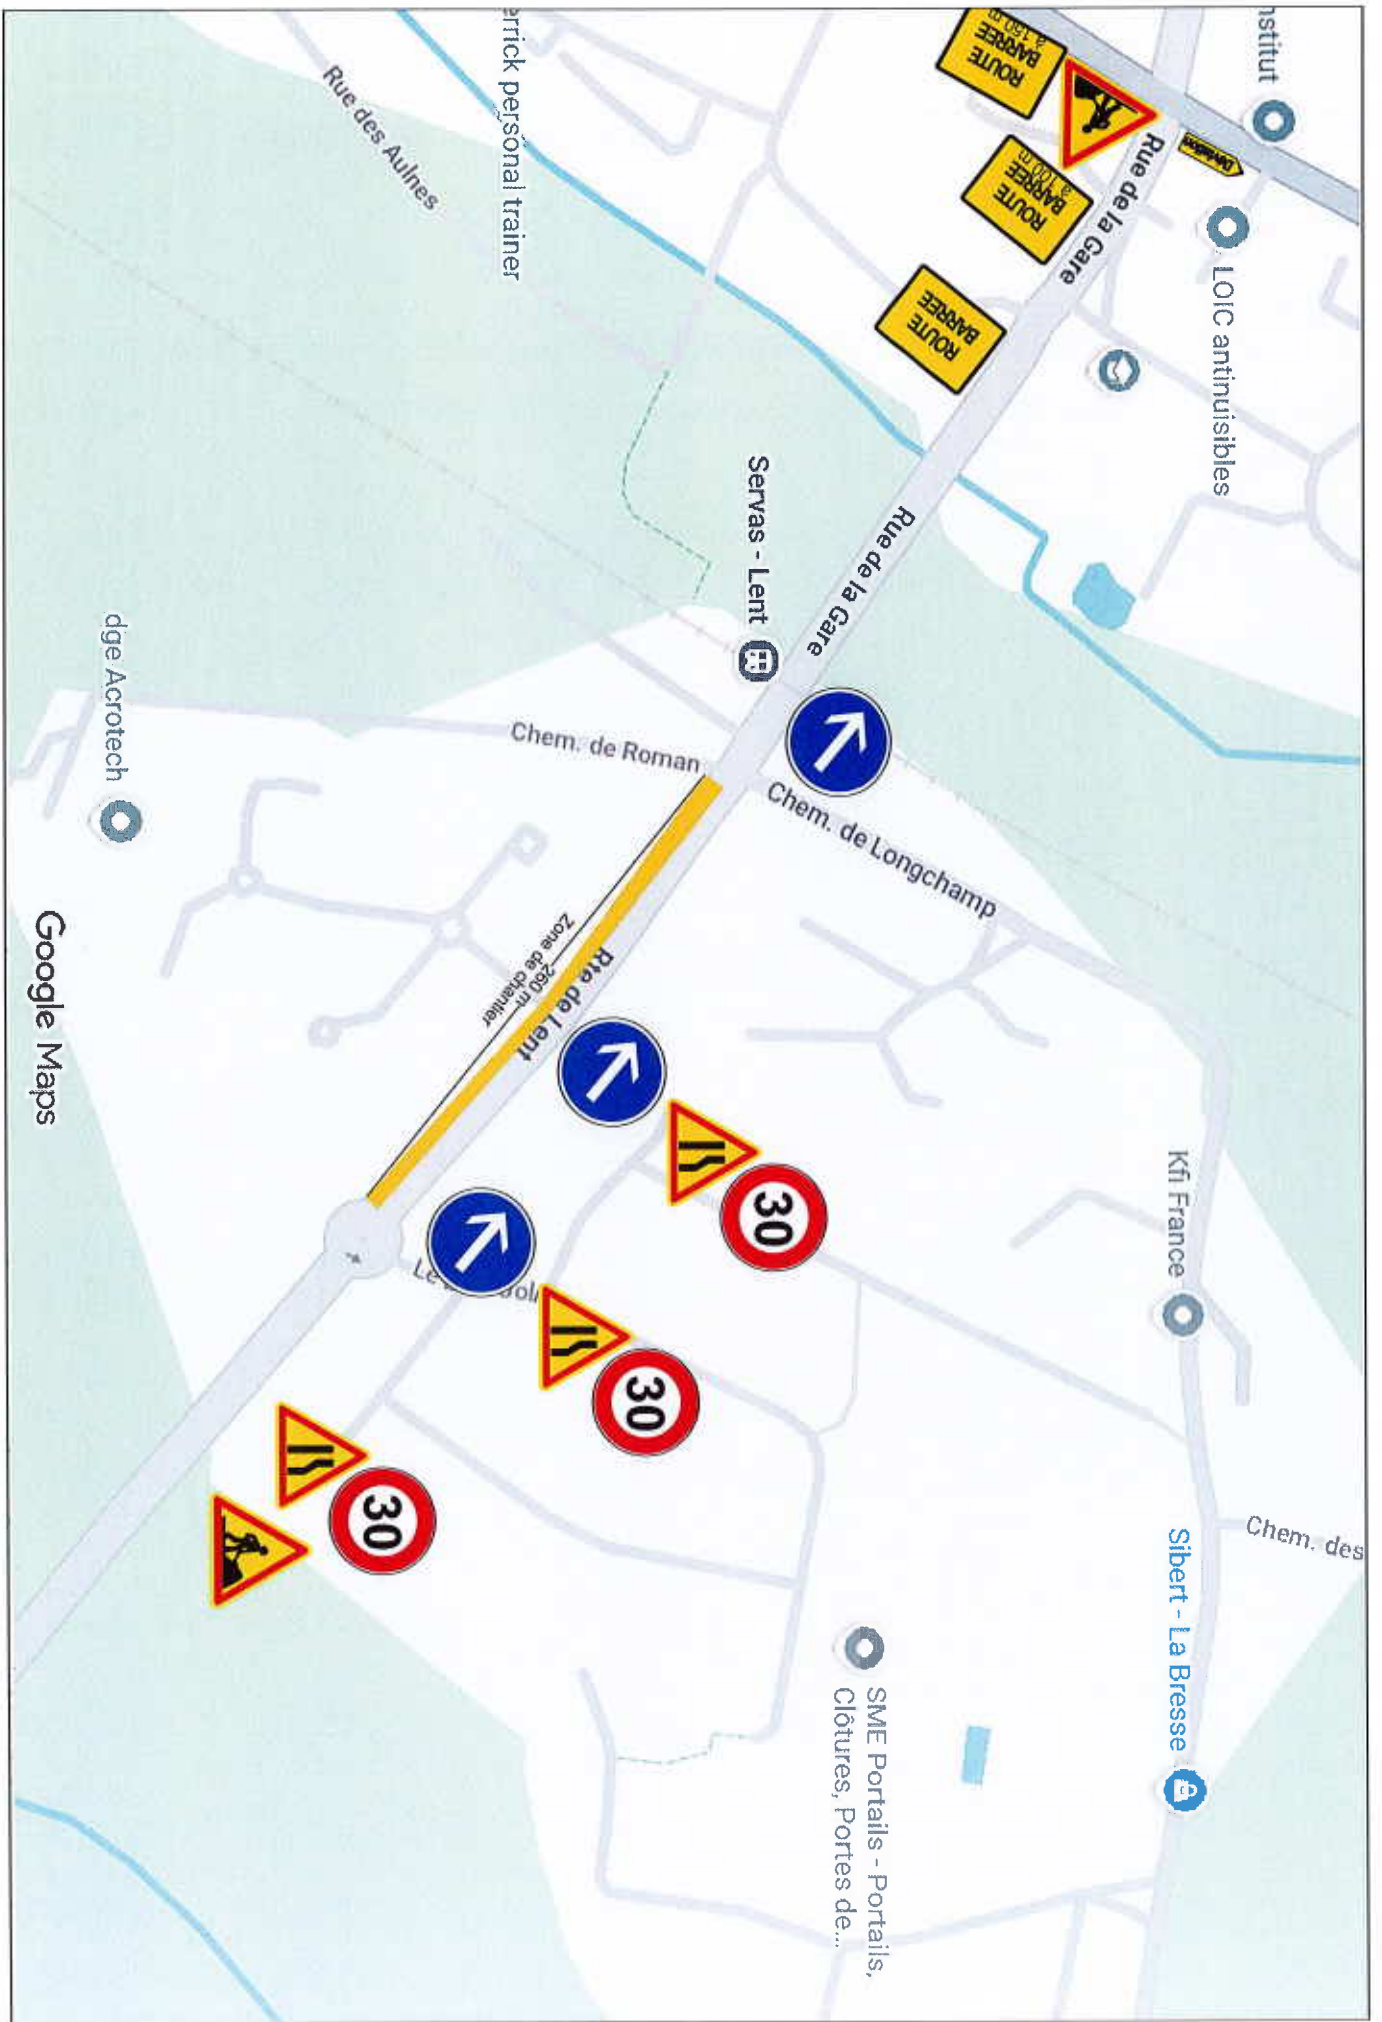 nstitut
LOIC antinuisibles
Déviation
Rue de la Gare
ROUTE
BARRÉE
à 150 m
ROUTE
BARRÉE
à 100 m
ROUTE
BARRÉE
errick personal trainer
Rue des Aulnes
Rue de la Gare
Servas - Lent
Chem. de Roman
Chem. de Longchamp
dge Acrotech
Rte de Lent
260 m
Zone de chantier
30
30
30
Kfi France
Chem. des
Sibert - La Bresse
SME Portails - Portails,
Clôtures, Portes de...
Google Maps